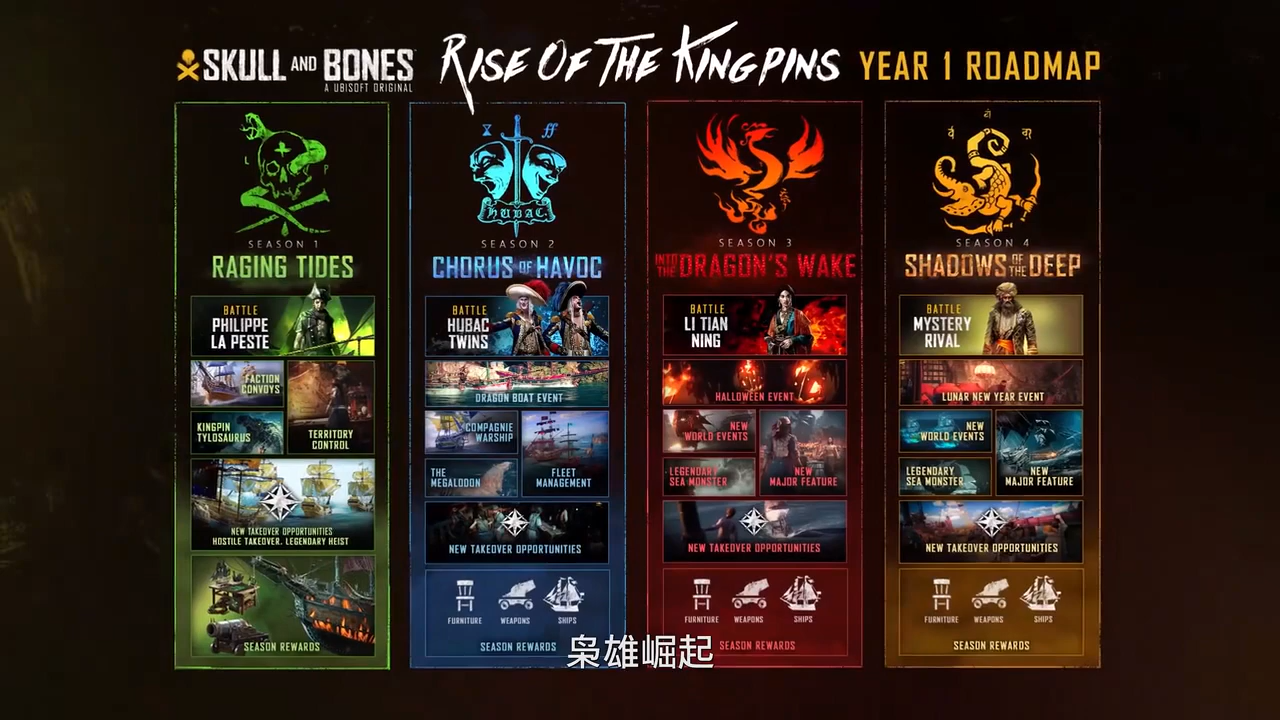 SKULL AND BONES
A UBISOFT ORIGINAL
RISE OF THE KINGPINS
YEAR 1 ROADMAP
HUBAC
SEASON 1
RAGING TIDES
BATTLE
PHILIPPE
LA PESTE
FACTION
CONVOYS
KINGPIN
TYLOSAURUS
TERRITORY
CONTROL
NEW TAKEOVER OPPORTUNITIES
HOSTILE TAKEOVER, LEGENDARY HEIST
SEASON REWARDS
SEASON 2
CHORUS OF HAVOC
BATTLE
HUBAC
TWINS
DRAGON BOAT EVENT
COMPAGNIE
WARSHIP
THE
MEGALODON
FLEET
MANAGEMENT
NEW TAKEOVER OPPORTUNITIES
FURNITURE
WEAPONS
SHIPS
SEASON REWARDS
SEASON 3
INTO THE DRAGON'S WAKE
BATTLE
LI TIAN
NING
HALLOWEEN EVENT
NEW
WORLD EVENTS
LEGENDARY
SEA MONSTER
NEW
MAJOR FEATURE
NEW TAKEOVER OPPORTUNITIES
FURNITURE
WEAPONS
SHIPS
SEASON REWARDS
SEASON 4
SHADOWS OF THE DEEP
BATTLE
MYSTERY
RIVAL
LUNAR NEW YEAR EVENT
NEW
WORLD EVENTS
LEGENDARY
SEA MONSTER
NEW
MAJOR FEATURE
NEW TAKEOVER OPPORTUNITIES
FURNITURE
WEAPONS
SHIPS
SEASON REWARDS
枭雄崛起